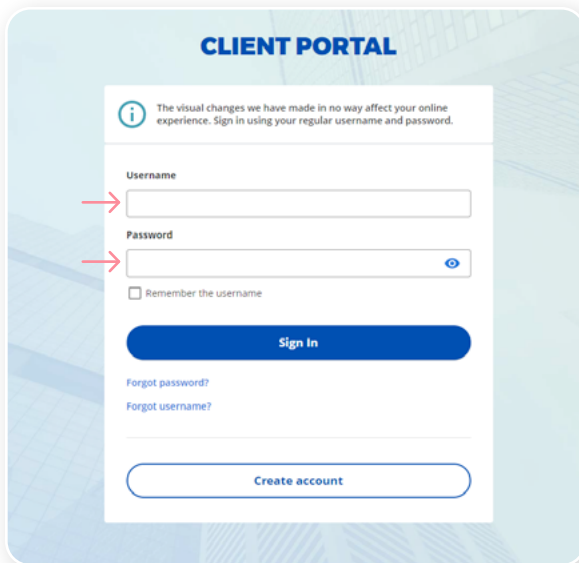 CLIENT PORTAL
The visual changes we have made in no way affect your online
experience. Sign in using your regular username and password.
Username
Password
Remember the username
Sign In
Forgot password?
Forgot username?
Create account